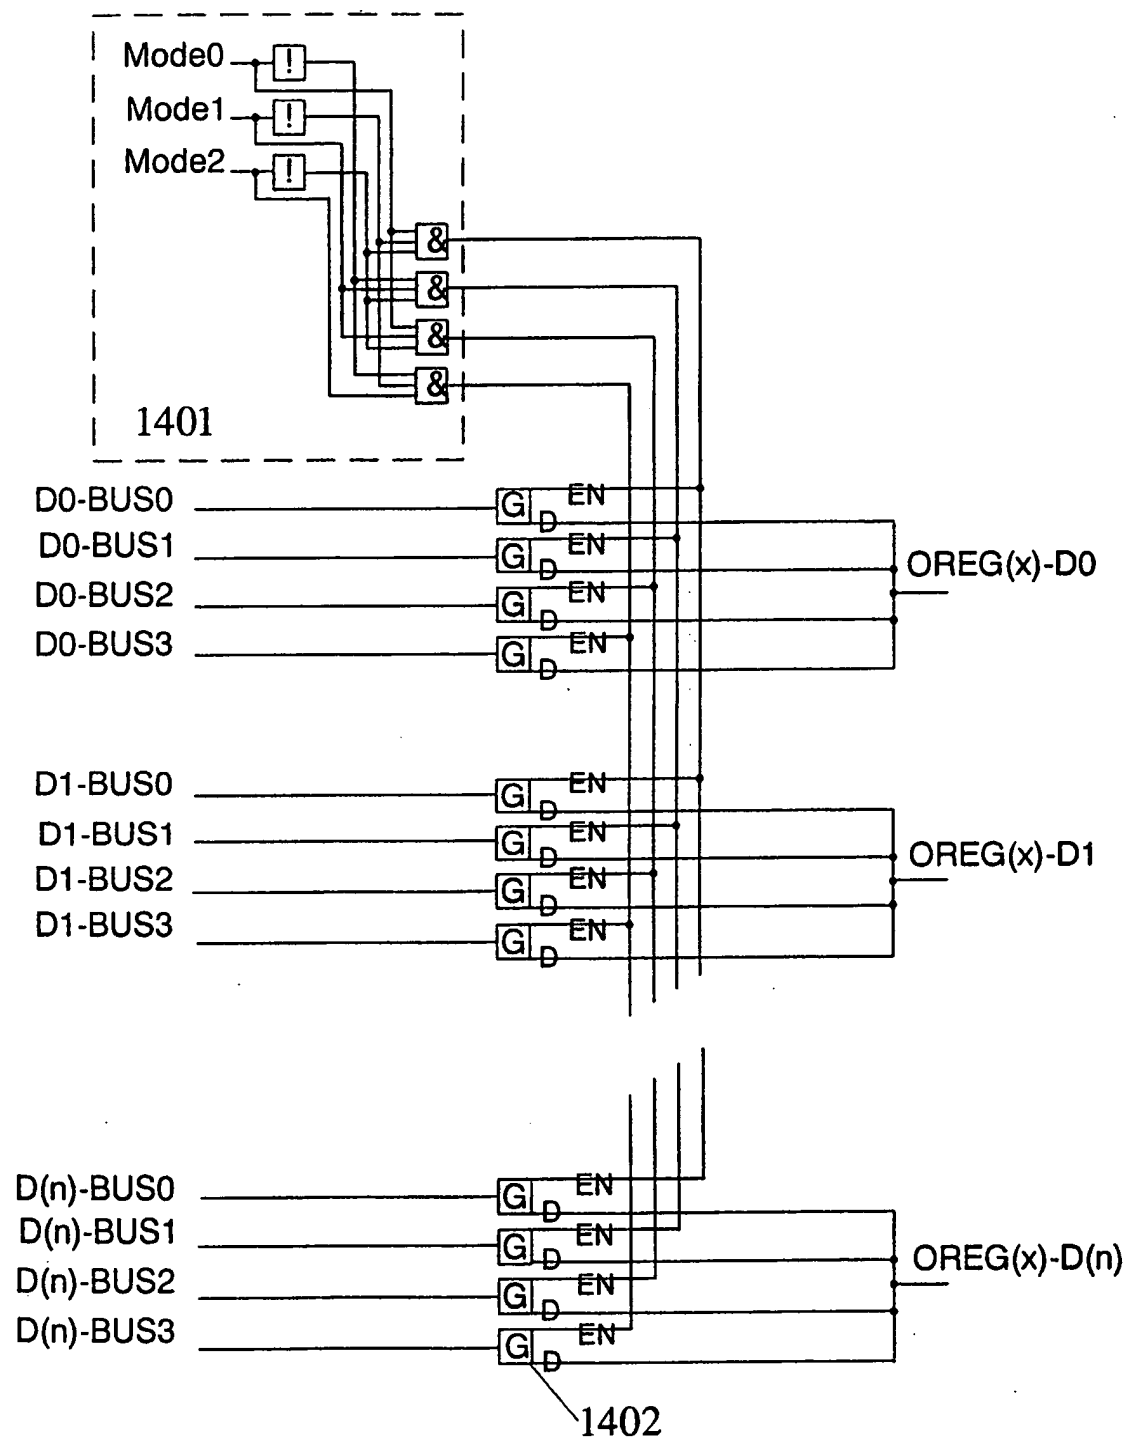 Mode0 !
Mode1 !
Mode2 !
&
&
&
&
1401
D0-BUS0 G EN
D
D0-BUS1 G EN
D
OREG(x)-D0
D0-BUS2 G EN
D
D0-BUS3 G EN
D
D1-BUS0 G EN
D
D1-BUS1 G EN
D
OREG(x)-D1
D1-BUS2 G EN
D
D1-BUS3 G EN
D
D(n)-BUS0 G EN
D
D(n)-BUS1 G EN
D
OREG(x)-D(n)
D(n)-BUS2 G EN
D
D(n)-BUS3 G EN
D
1402